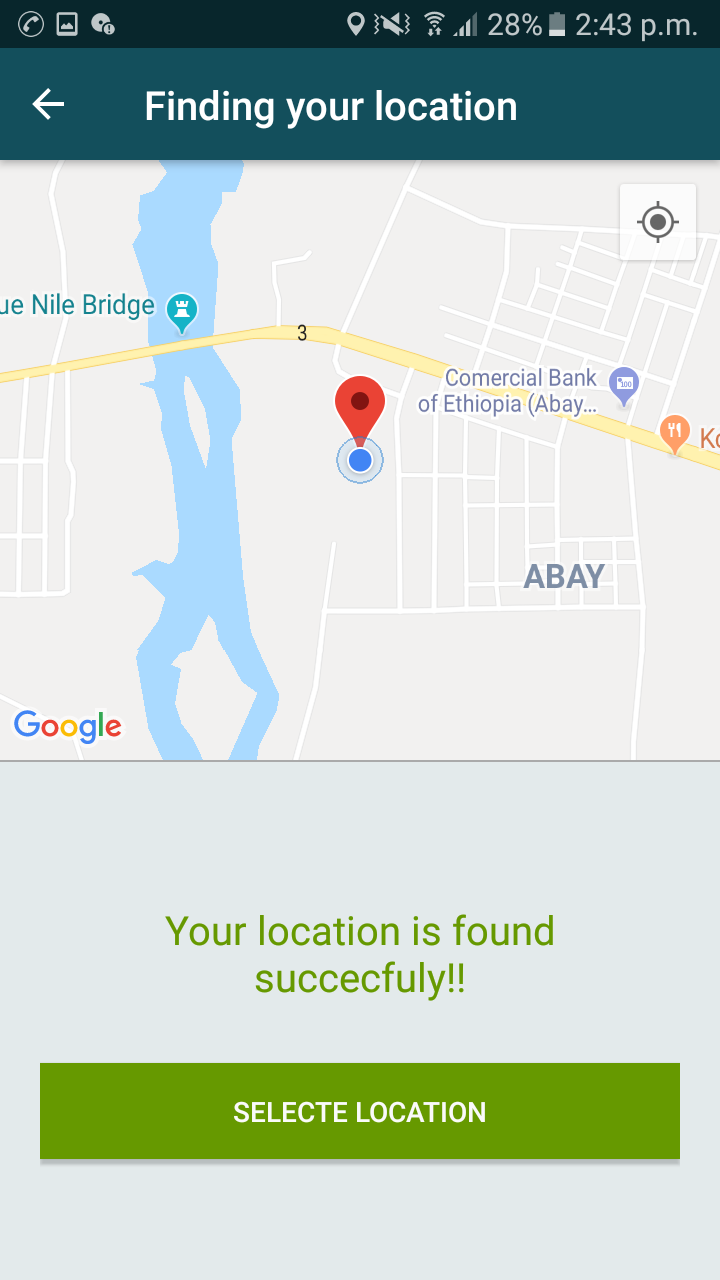 28% 2:43 p.m.
Finding your location
ue Nile Bridge
3
Comercial Bank
of Ethiopia (Abay...
Ko
ABAY
Google
Your location is found
succecfuly!!
SELECTE LOCATION